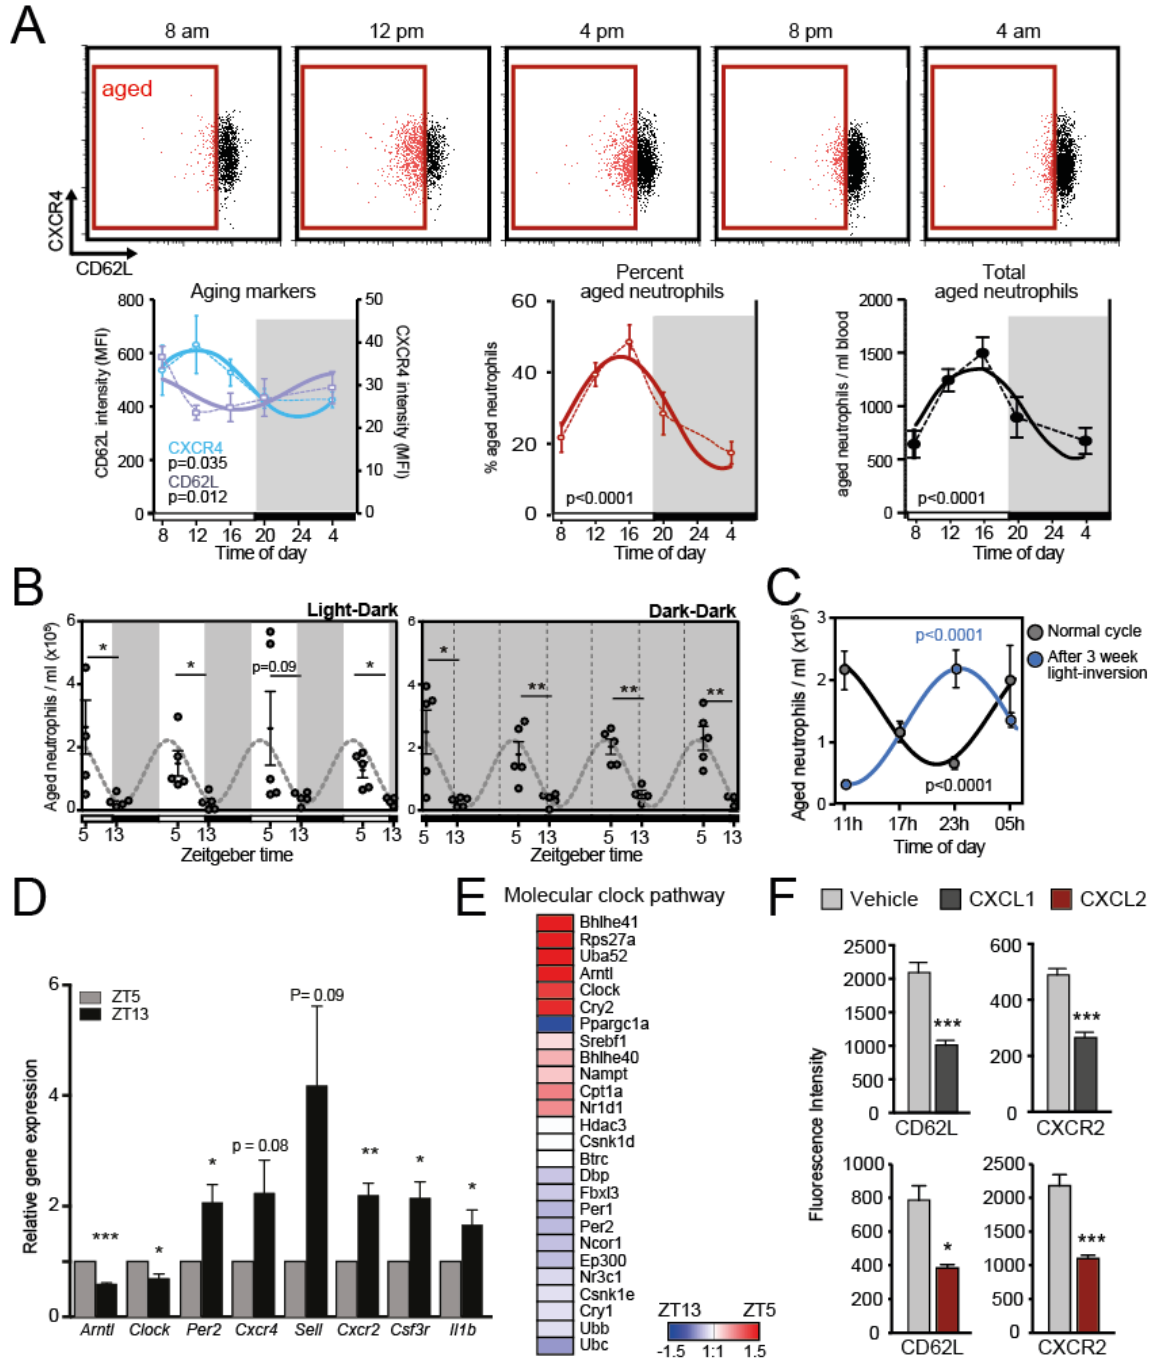 A
8 am
12 pm
4 pm
8 pm
4 am
aged
CXCR4
CD62L
Aging markers
800
600
400
200
0
CD62L intensity (MFI)
50
40
30
20
10
0
CXCR4 intensity (MFI)
CXCR4
p=0.035
CD62L
p=0.012
8 12 16 20 24 4
Time of day
Percent
aged neutrophils
60
40
20
0
% aged neutrophils
p<0.0001
8 12 16 20 24 4
Time of day
Total
aged neutrophils
2000
1500
1000
500
0
aged neutrophils / ml blood
p<0.0001
8 12 16 20 24 4
Time of day
B
Light-Dark
Aged neutrophils / ml (x10⁵)
6
4
2
0
*
*
p=0.09
*
5 13 5 13 5 13 5 13
Zeitgeber time
Dark-Dark
6
4
2
0
*
**
**
**
5 13 5 13 5 13 5 13
Zeitgeber time
C
Aged neutrophils / ml (x10⁵)
3
2
1
0
p<0.0001
p<0.0001
11h 17h 23h 05h
Time of day
Normal cycle
After 3 week
light-inversion
D
Relative gene expression
6
4
2
0
ZT5
ZT13
***
*
*
p = 0.08
P= 0.09
**
*
*
Arntl Clock Per2 Cxcr4 Sell Cxcr2 Csf3r Il1b
E
Molecular clock pathway
Bhlhe41
Rps27a
Uba52
Arntl
Clock
Cry2
Ppargc1a
Srebf1
Bhlhe40
Nampt
Cpt1a
Nr1d1
Hdac3
Csnk1d
Btrc
Dbp
Fbxl3
Per1
Per2
Ncor1
Ep300
Nr3c1
Csnk1e
Cry1
Ubb
Ubc
ZT13 ZT5
-1.5 1:1 1.5
F
Vehicle
CXCL1
CXCL2
Fluorescence Intensity
2500
2000
1500
1000
500
0
***
CD62L
600
400
200
0
***
CXCR2
1000
800
600
400
200
0
*
CD62L
2500
2000
1500
1000
500
0
***
CXCR2